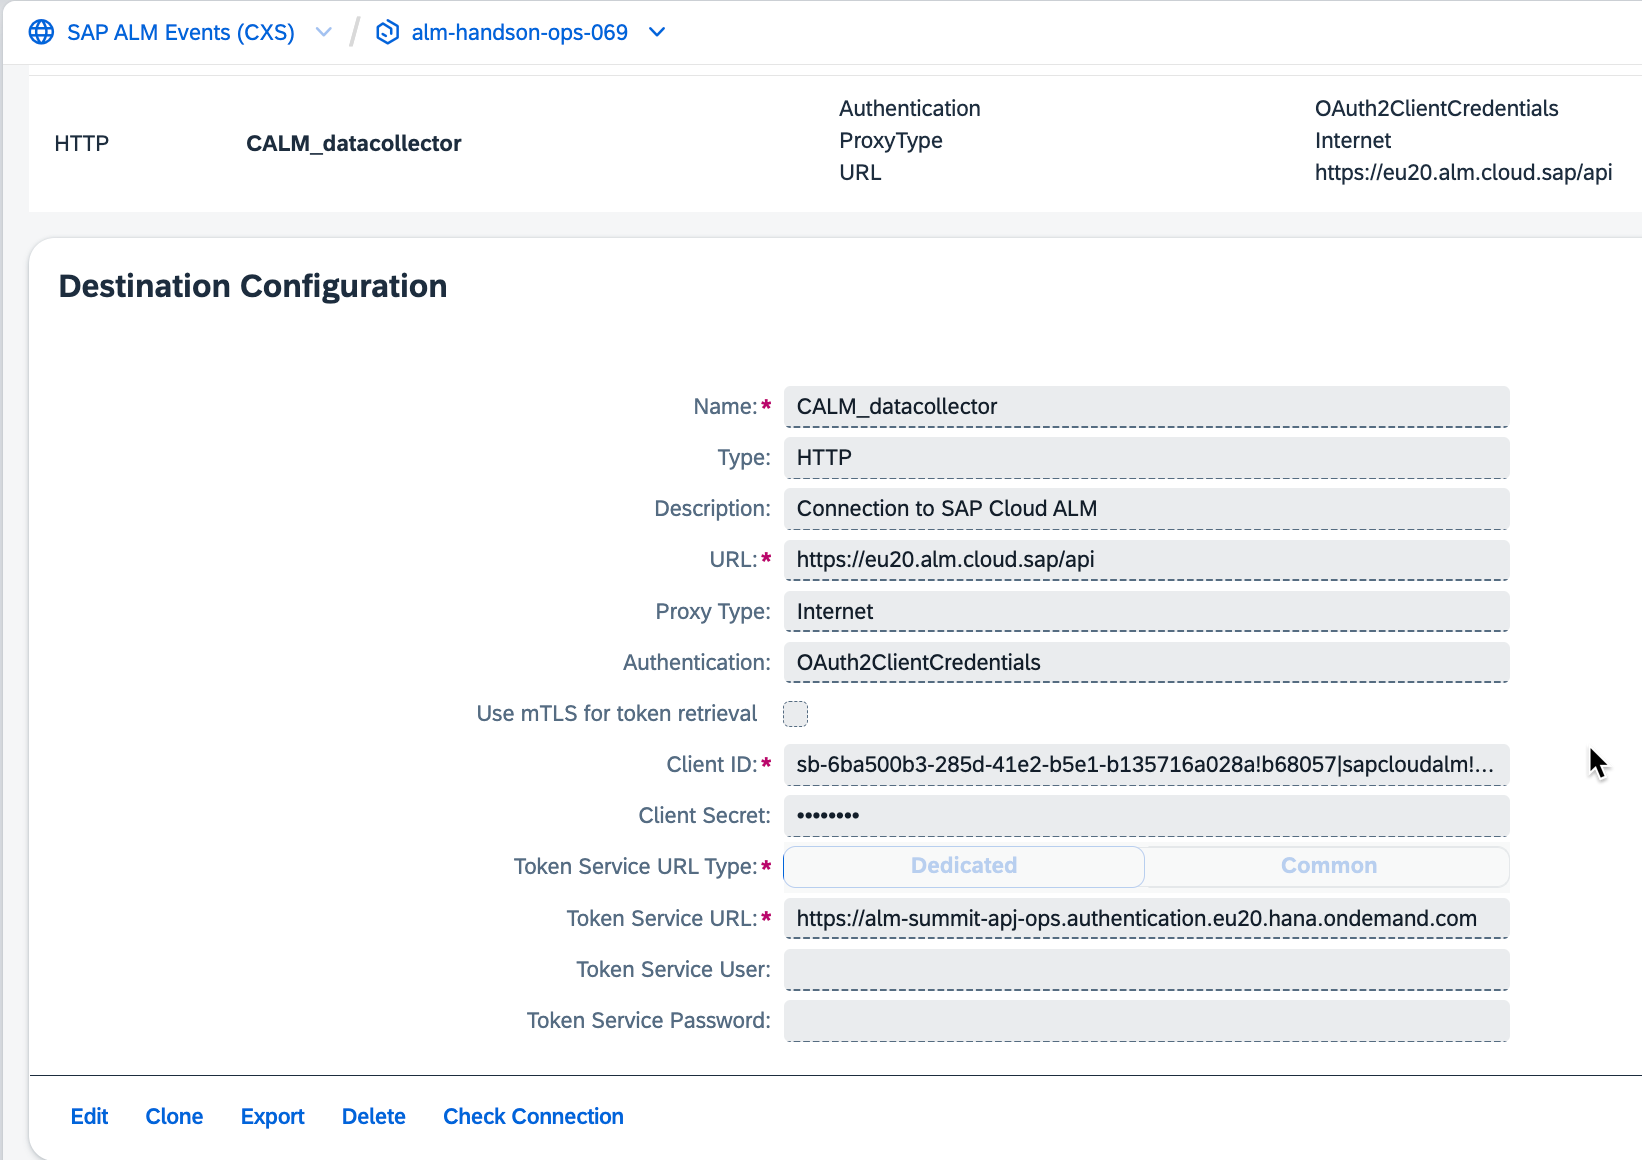 SAP ALM Events (CXS) / alm-handson-ops-069
HTTP CALM_datacollector Authentication OAuth2ClientCredentials
ProxyType Internet
URL https://eu20.alm.cloud.sap/api
Destination Configuration
Name:* CALM_datacollector
Type: HTTP
Description: Connection to SAP Cloud ALM
URL:* https://eu20.alm.cloud.sap/api
Proxy Type: Internet
Authentication: OAuth2ClientCredentials
Use mTLS for token retrieval
Client ID:* sb-6ba500b3-285d-41e2-b5e1-b135716a028a!b68057|sapcloudalm!...
Client Secret: ••••••••
Token Service URL Type:* Dedicated Common
Token Service URL:* https://alm-summit-apj-ops.authentication.eu20.hana.ondemand.com
Token Service User:
Token Service Password:
Edit Clone Export Delete Check Connection